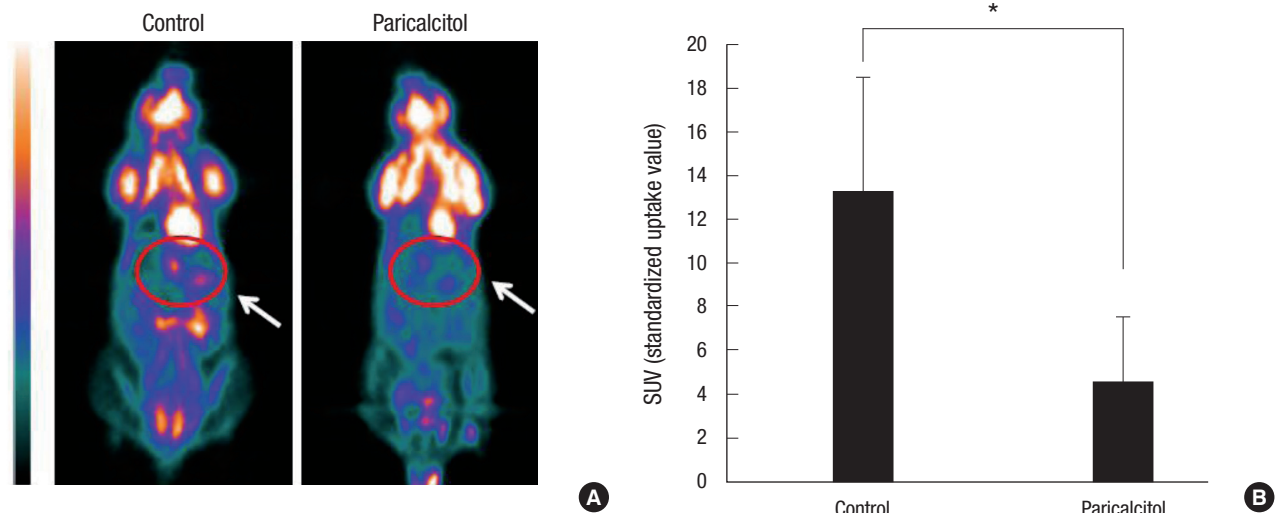 Control
Paricalcitol
A
*
SUV (standardized uptake value)
20
18
16
14
12
10
8
6
4
2
0
Control
Paricalcitol
B